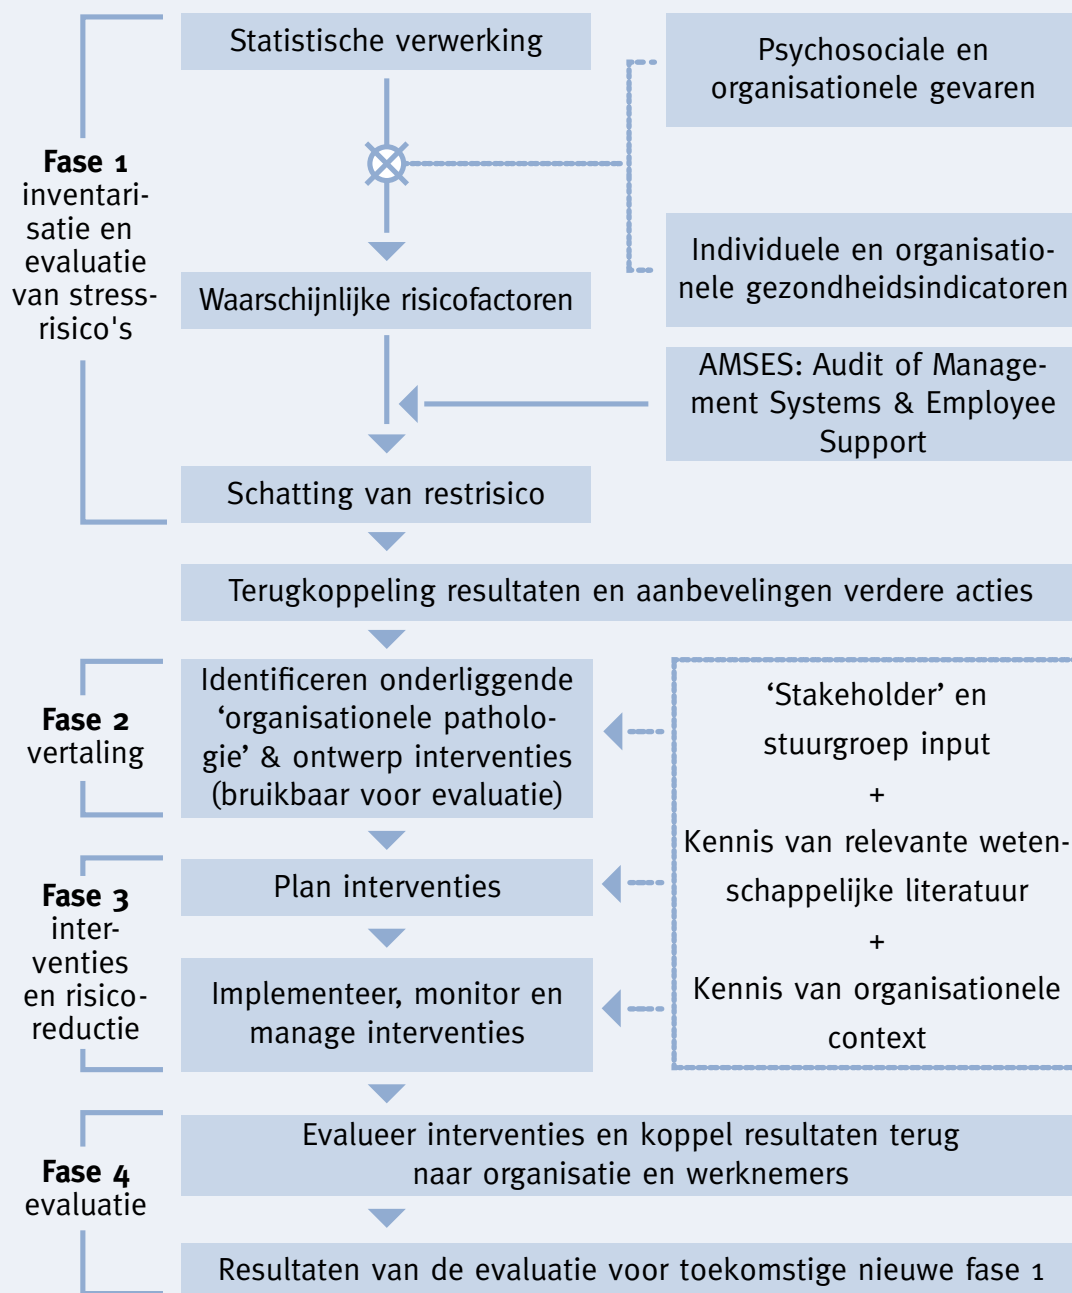 Statistische verwerking
Psychosociale en
organisationele gevaren
Fase 1
inventari-
satie en
evaluatie
van stress-
risico's
Individuele en organisatio-
nele gezondheidsindicatoren
Waarschijnlijke risicofactoren
AMSES: Audit of Manage-
ment Systems & Employee
Support
Schatting van restrisico
Terugkoppeling resultaten en aanbevelingen verdere acties
Fase 2
vertaling
Identificeren onderliggende
‘organisationele patholo-
gie’ & ontwerp interventies
(bruikbaar voor evaluatie)
‘Stakeholder’ en
stuurgroep input
+
Kennis van relevante weten-
schappelijke literatuur
+
Kennis van organisationele
context
Fase 3
inter-
venties
en risico-
reductie
Plan interventies
Implementeer, monitor en
manage interventies
Fase 4
evaluatie
Evalueer interventies en koppel resultaten terug
naar organisatie en werknemers
Resultaten van de evaluatie voor toekomstige nieuwe fase 1